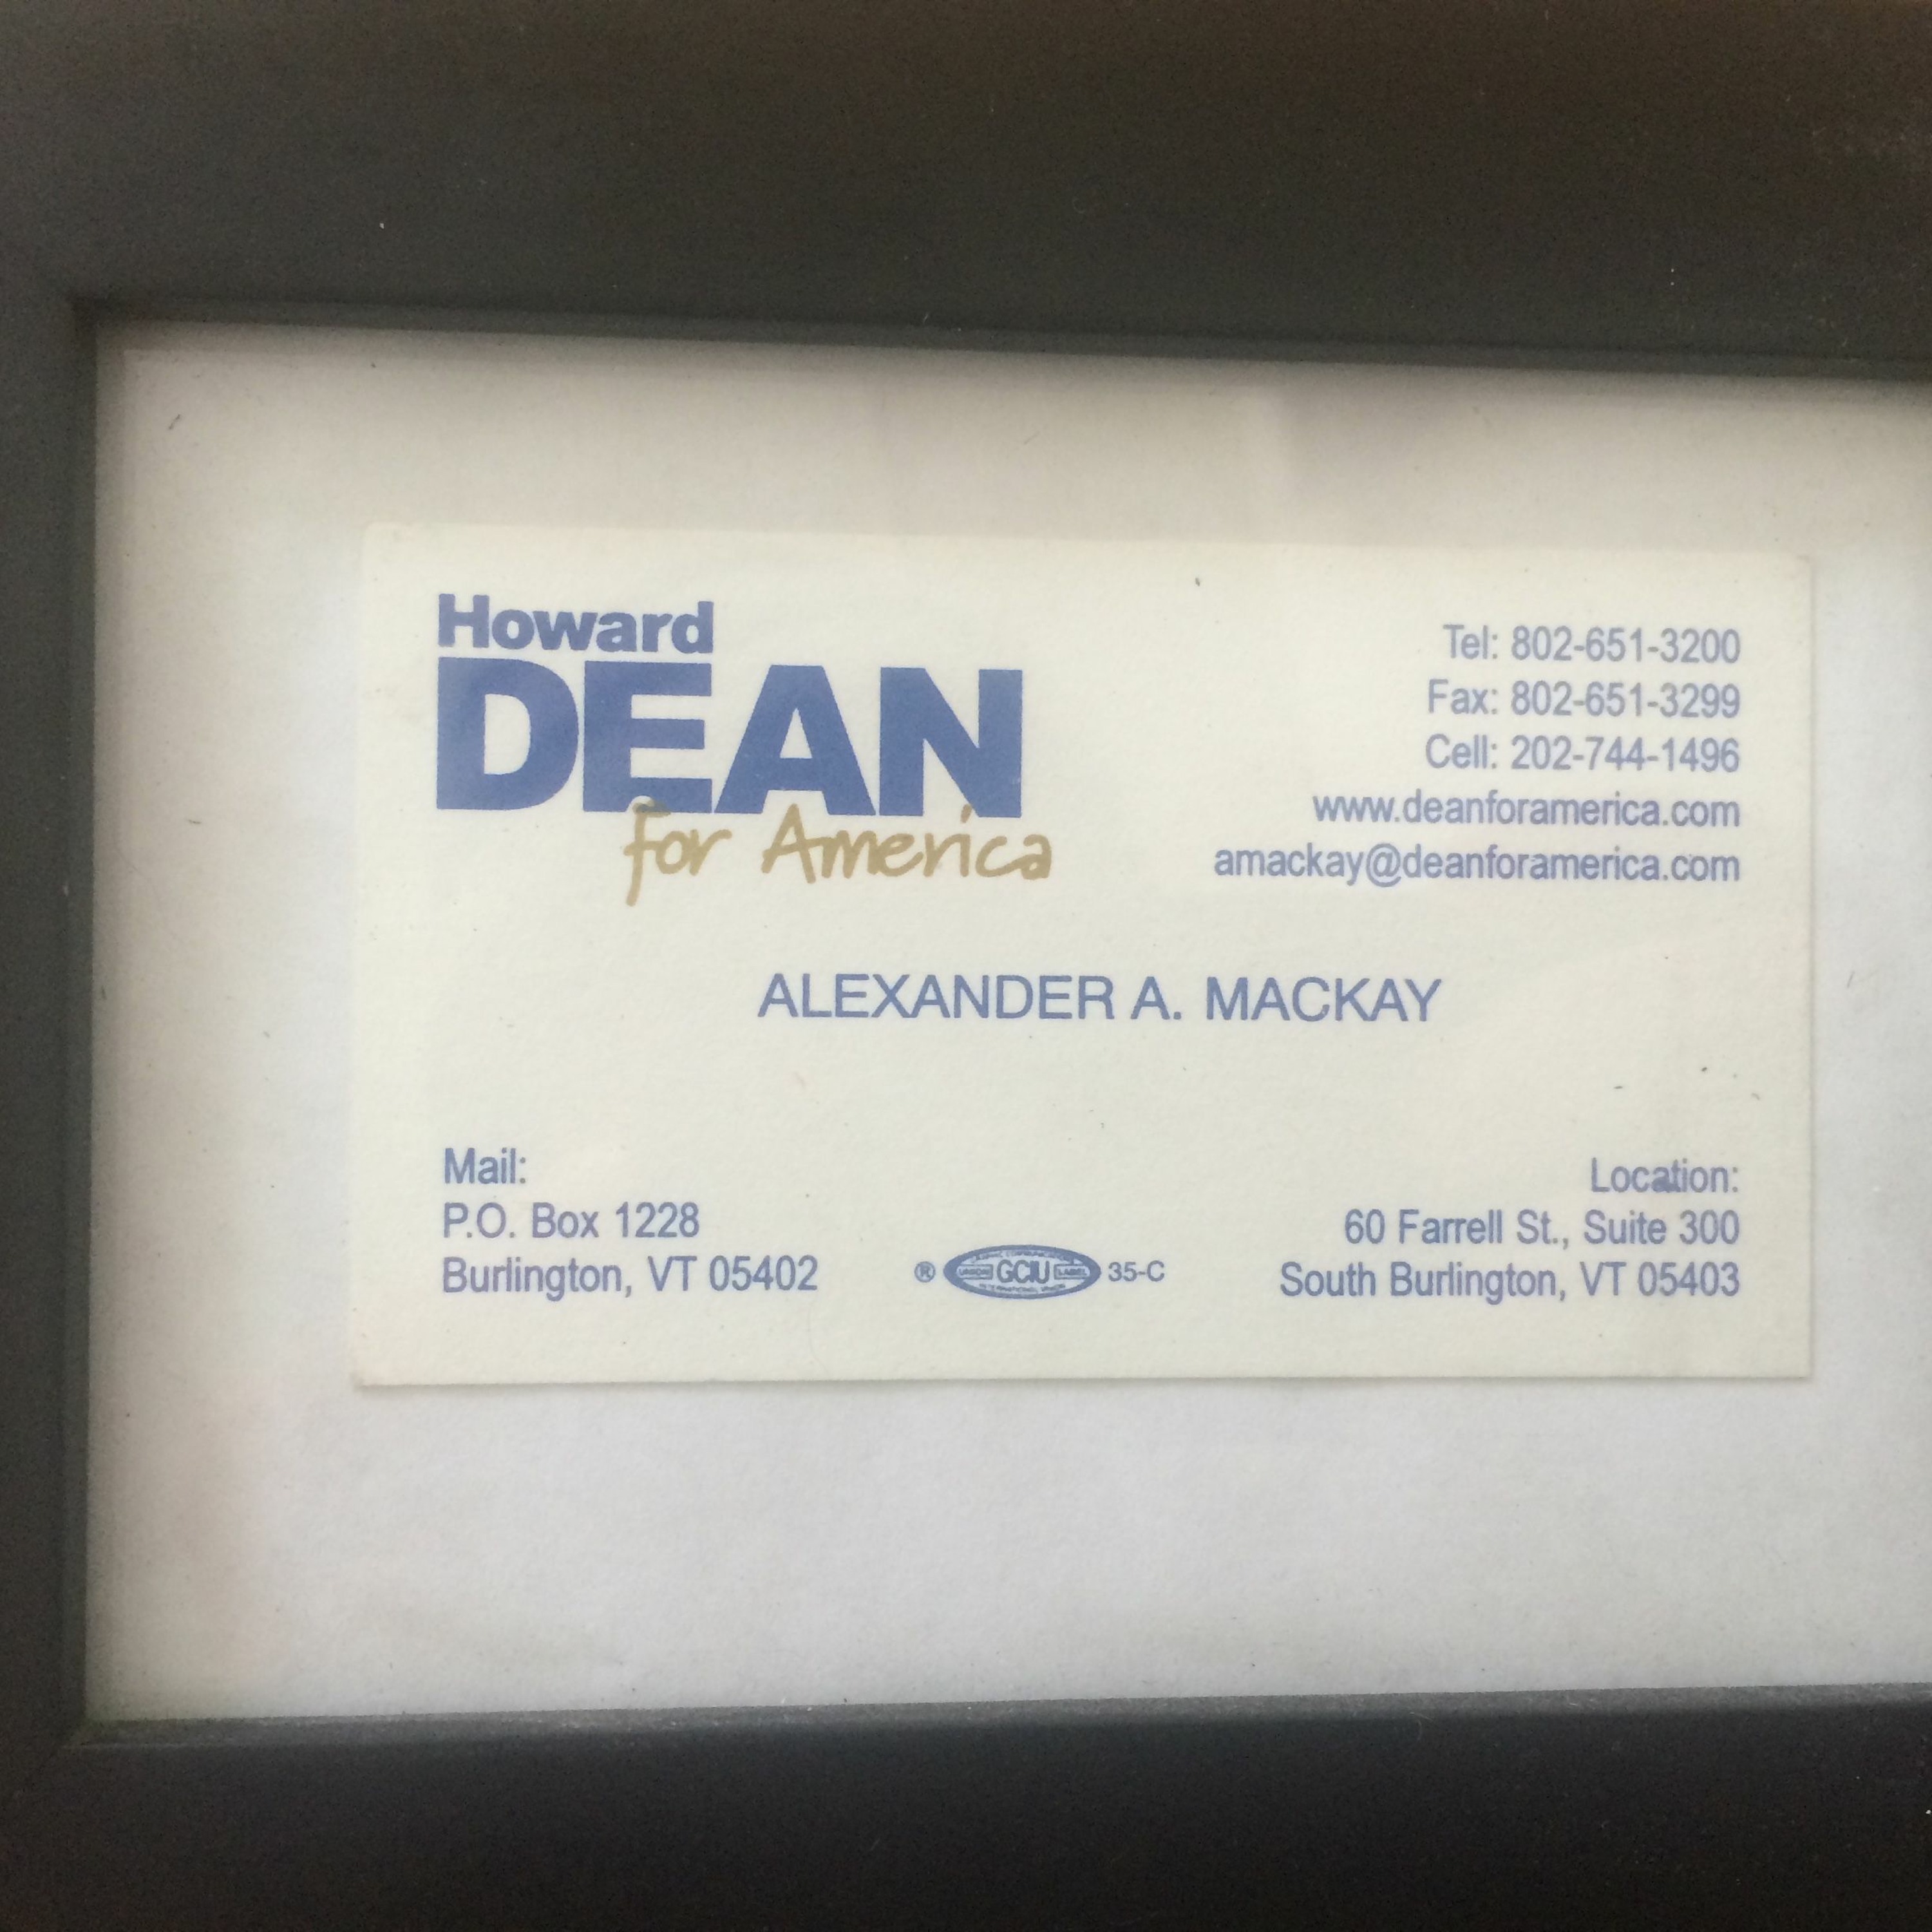 Howard
DEAN
for America
Tel: 802-651-3200
Fax: 802-651-3299
Cell: 202-744-1496
www.deanforamerica.com
amackay@deanforamerica.com
ALEXANDER A. MACKAY
Mail:
P.O. Box 1228
Burlington, VT 05402
® GCIU 35-C
Location:
60 Farrell St., Suite 300
South Burlington, VT 05403